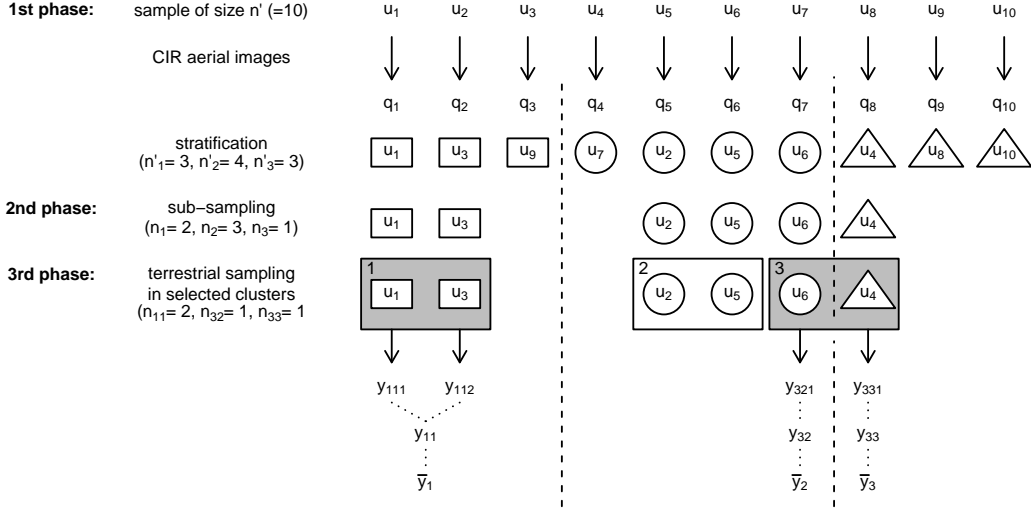 1st phase: sample of size n' (=10) u₁ u₂ u₃ u₄ u₅ u₆ u₇ u₈ u₉ u₁₀
CIR aerial images
q₁ q₂ q₃ q₄ q₅ q₆ q₇ q₈ q₉ q₁₀
stratification
(n'₁= 3, n'₂= 4, n'₃= 3)
u₁ u₃ u₉ u₇ u₂ u₅ u₆ u₄ u₈ u₁₀
2nd phase: sub−sampling
(n₁= 2, n₂= 3, n₃= 1)
u₁ u₃ u₂ u₅ u₆ u₄
3rd phase: terrestrial sampling
in selected clusters
(n₁₁= 2, n₃₂= 1, n₃₃= 1
1 2 3
u₁ u₃ u₂ u₅ u₆ u₄
y₁₁₁ y₁₁₂ y₃₂₁ y₃₃₁
y₁₁ y₃₂ y₃₃
y̅₁ y̅₂ y̅₃